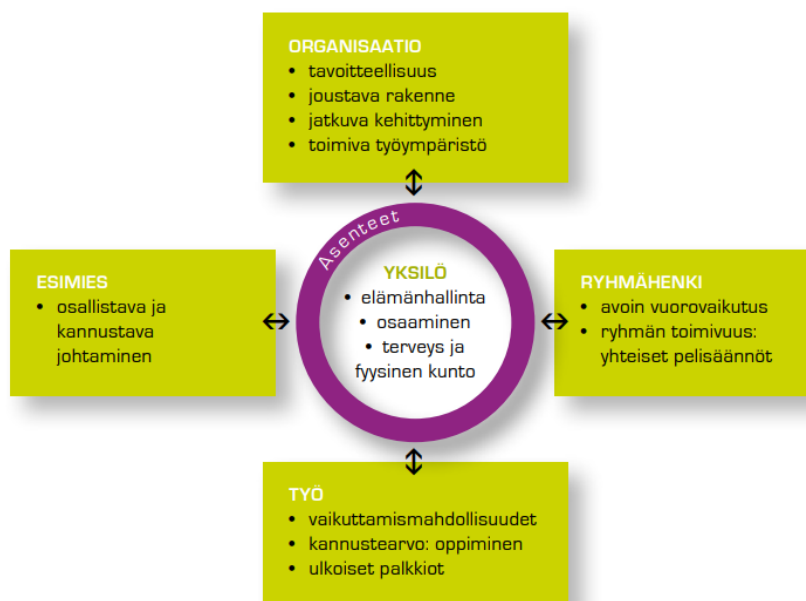 ORGANISAATIO
• tavoitteellisuus
• joustava rakenne
• jatkuva kehittyminen
• toimiva työympäristö
ESIMIES
• osallistava ja
kannustava
johtaminen
Asenteet
YKSILÖ
• elämänhallinta
• osaaminen
• terveys ja
fyysinen kunto
RYHMÄHENKI
• avoin vuorovaikutus
• ryhmän toimivuus:
yhteiset pelisäännöt
TYÖ
• vaikuttamismahdollisuudet
• kannustearvo: oppiminen
• ulkoiset palkkiot